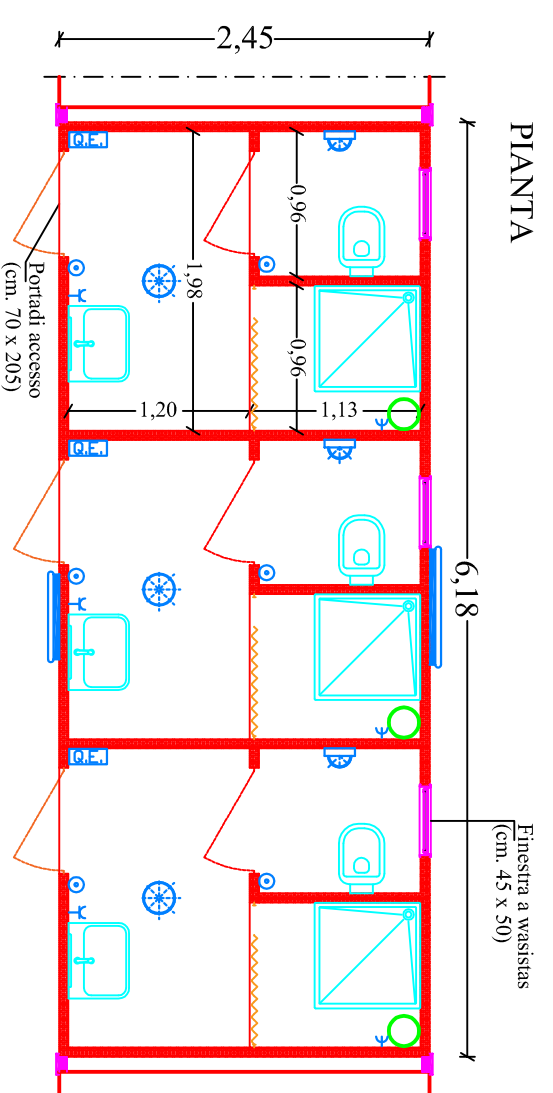 PIANTA
2,45
6,18
Q.E.
0,96
1,98
0,96
1,20
1,13
Portadi accesso
(cm. 70 x 205)
Q.E.
Q.E.
Finestra a wasistas
(cm. 45 x 50)